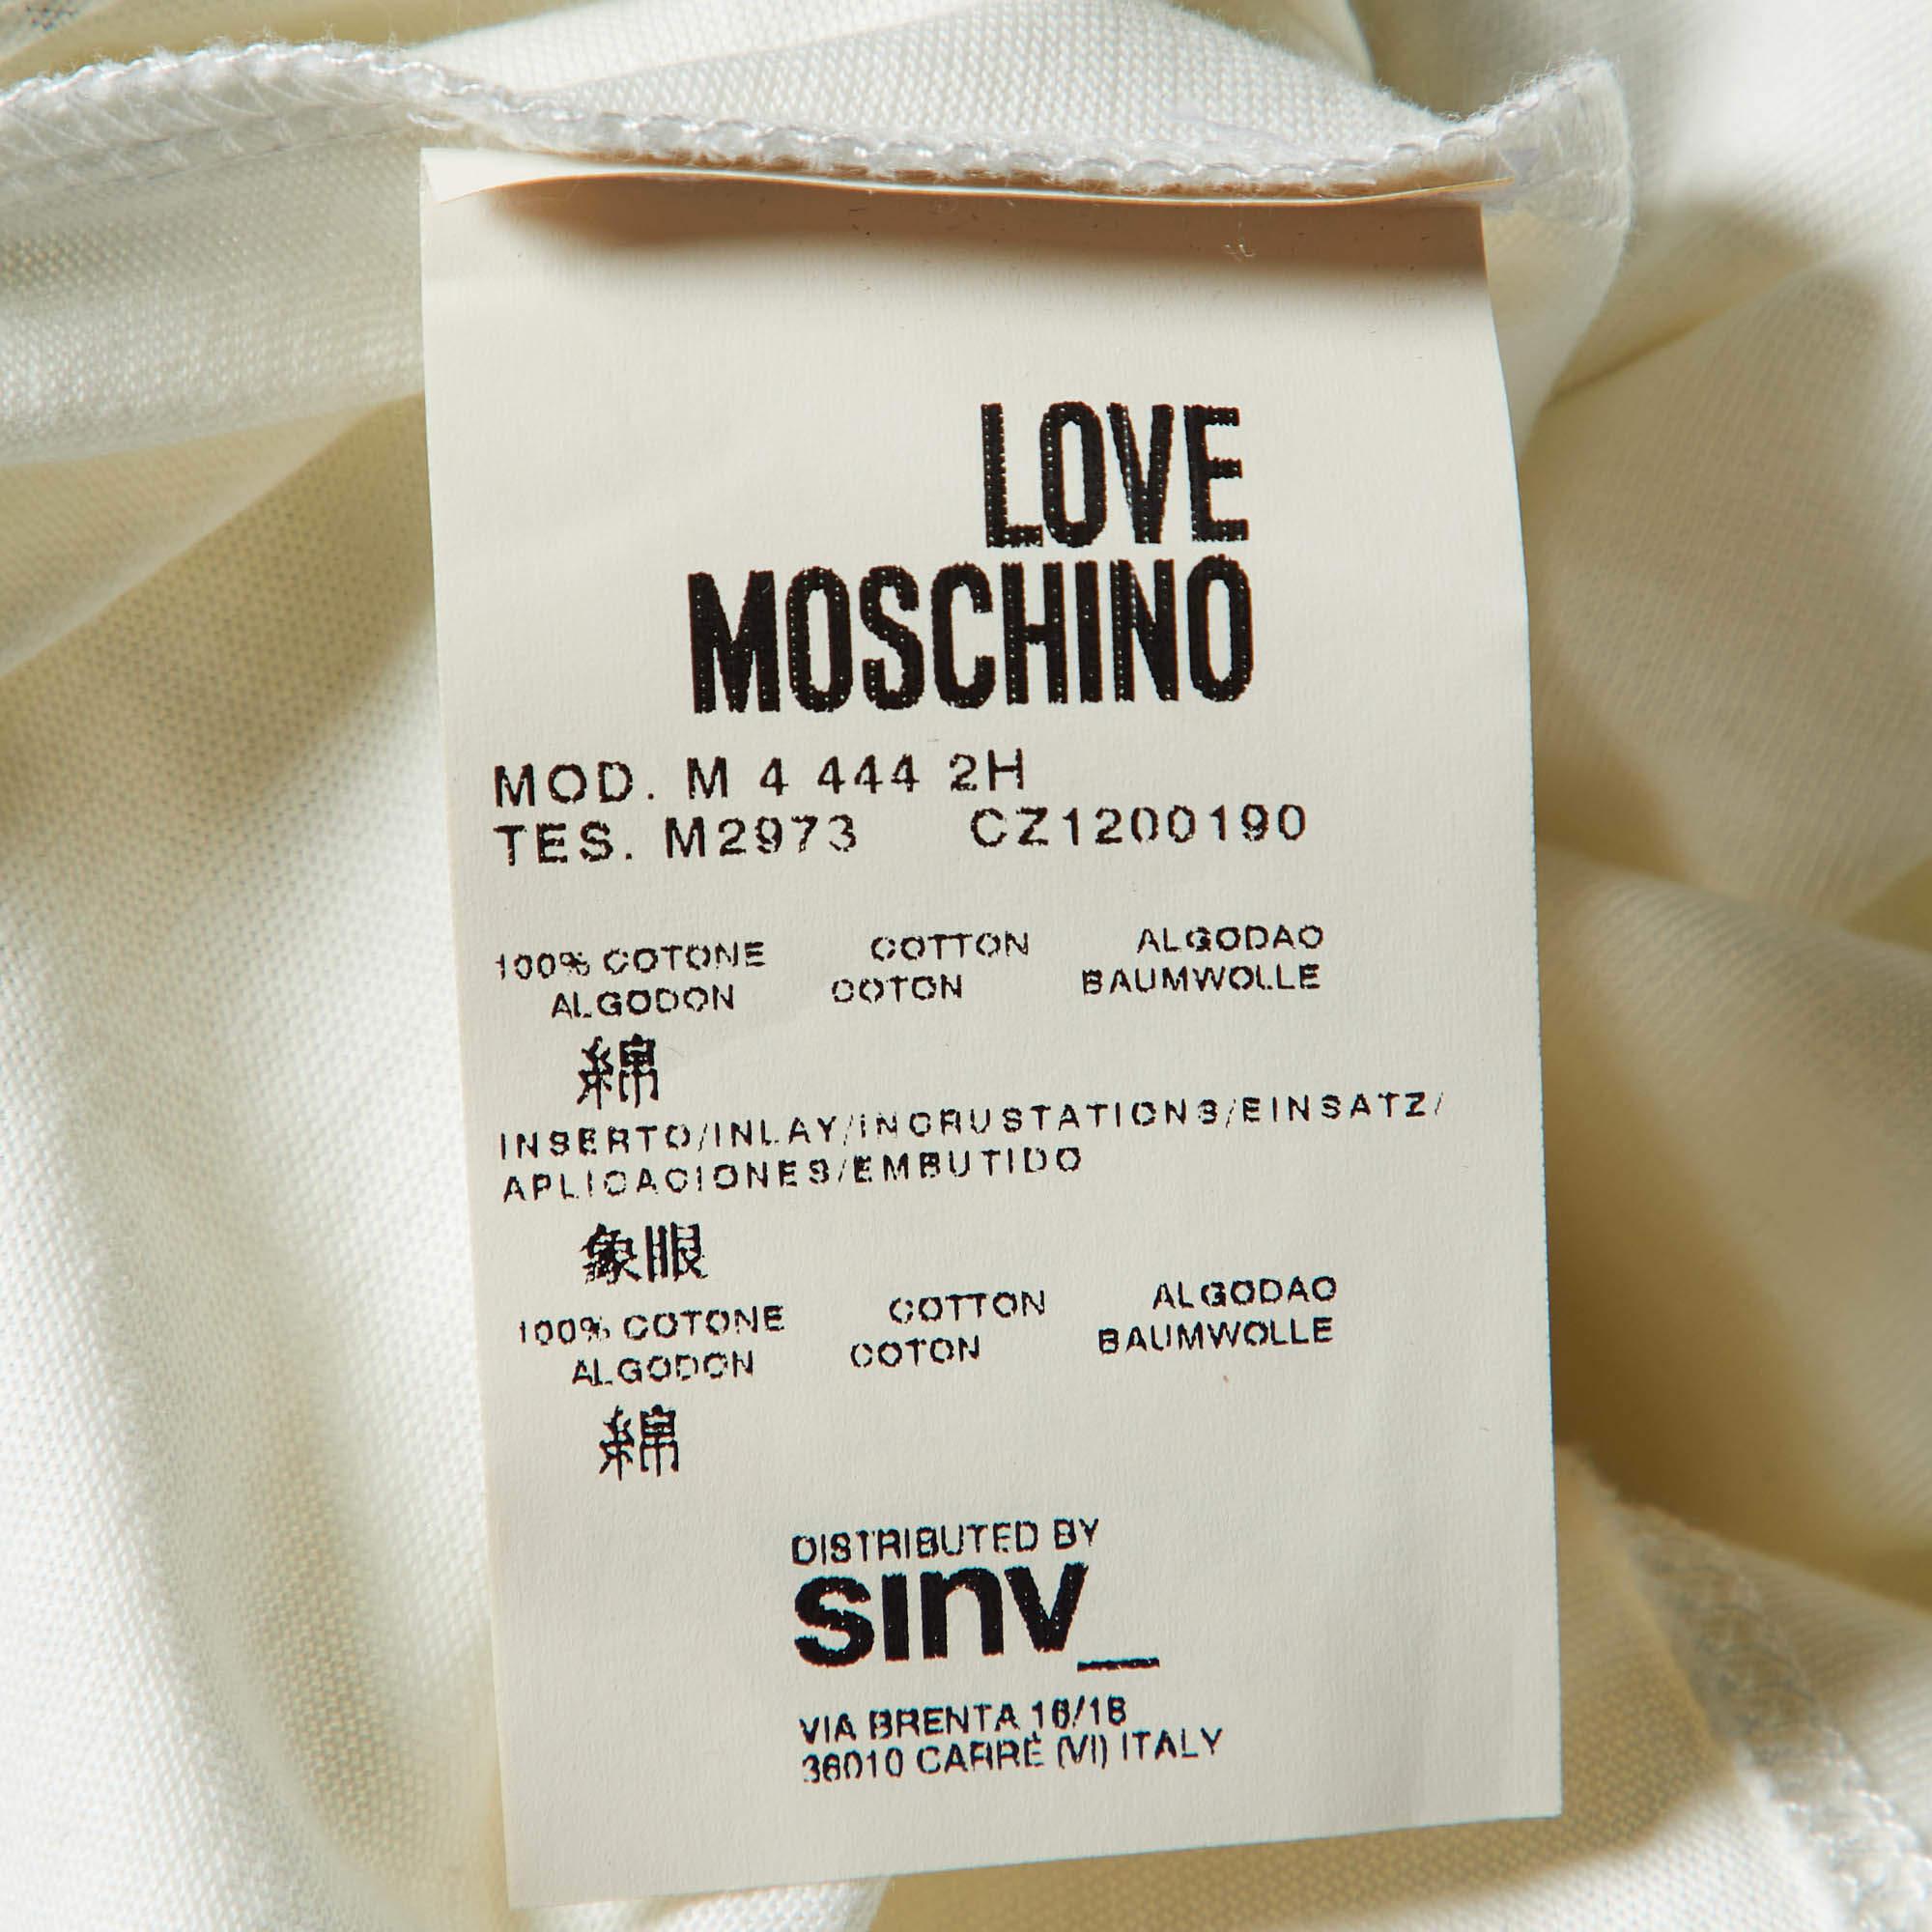 LOVE
MOSCHINO
MOD. M 4 444 2H
TES. M2973 CZ1200190
100% COTONE COTTON ALGODAO
ALGODON COTON BAUMWOLLE
綿
INSERTO/INLAY/INCRUSTATIONS/EINSATZ/
APLICACIONES/EMBUTIDO
象眼
100% COTONE COTTON ALGODAO
ALGODON COTON BAUMWOLLE
綿
DISTRIBUTED BY
sınv_
VIA BRENTA 16/18
36010 CARRÈ (VI) ITALY